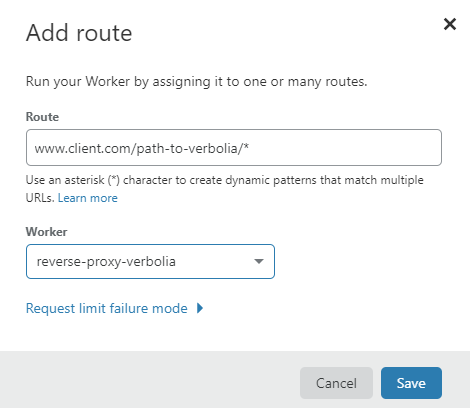 Add route
Run your Worker by assigning it to one or many routes.
Route
www.client.com/path-to-verbolia/*
Use an asterisk (*) character to create dynamic patterns that match multiple
URLs. Learn more
Worker
reverse-proxy-verbolia
Request limit failure mode
Cancel
Save